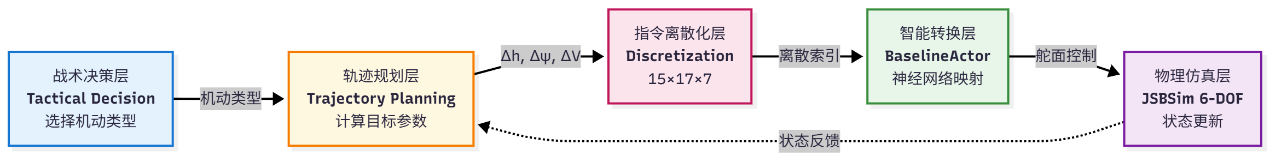 战术决策层
Tactical Decision
选择机动类型
机动类型
轨迹规划层
Trajectory Planning
计算目标参数
Δh, Δψ, ΔV
指令离散化层
Discretization
15×17×7
离散索引
智能转换层
BaselineActor
神经网络映射
舵面控制
物理仿真层
JSBSim 6-DOF
状态更新
状态反馈